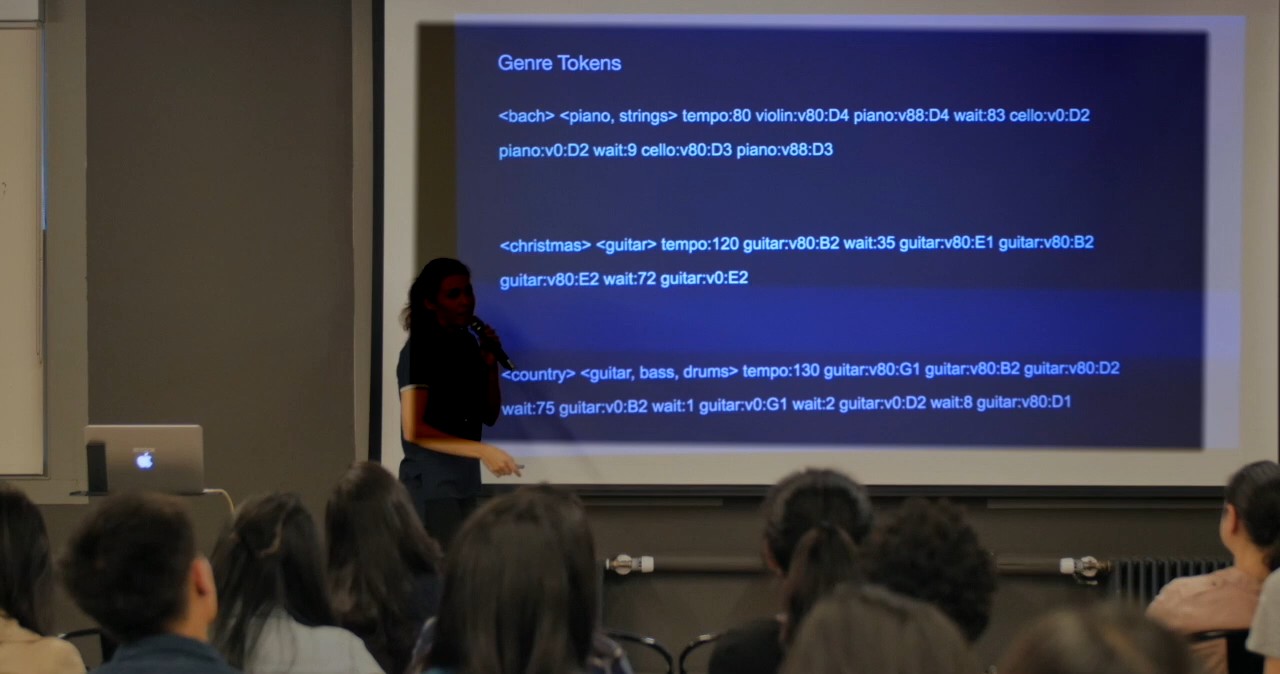 Genre Tokens
<bach> <piano, strings> tempo:80 violin:v80:D4 piano:v88:D4 wait:83 cello:v0:D2
piano:v0:D2 wait:9 cello:v80:D3 piano:v88:D3
<christmas> <guitar> tempo:120 guitar:v80:B2 wait:35 guitar:v80:E1 guitar:v80:B2
guitar:v80:E2 wait:72 guitar:v0:E2
<country> <guitar, bass, drums> tempo:130 guitar:v80:G1 guitar:v80:B2 guitar:v80:D2
wait:75 guitar:v0:B2 wait:1 guitar:v0:G1 wait:2 guitar:v0:D2 wait:8 guitar:v80:D1